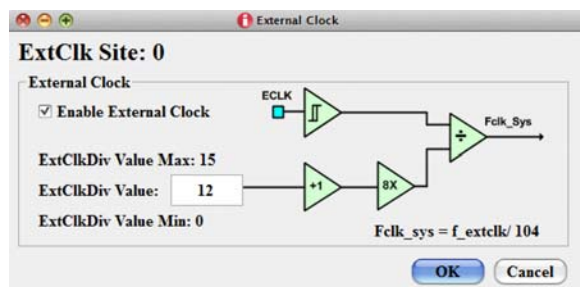 External Clock
ExtClk Site: 0
External Clock
Enable External Clock
ECLK
Fclk_Sys
÷
ExtClkDiv Value Max: 15
ExtClkDiv Value: 12
+1
8X
ExtClkDiv Value Min: 0
Fclk_sys = f_extclk/ 104
OK
Cancel